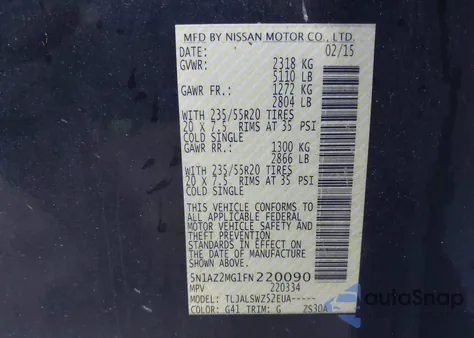 MFD BY NISSAN MOTOR CO., LTD.
DATE: 02/15
GVWR: 2318 KG
5110 LB
GAWR FR.: 1272 KG
2804 LB
WITH 235/55R20 TIRES
20 X 7.5 RIMS AT 35 PSI
COLD SINGLE
GAWR RR.: 1300 KG
2866 LB
WITH 235/55R20 TIRES
20 X 7.5 RIMS AT 35 PSI
COLD SINGLE
THIS VEHICLE CONFORMS TO
ALL APPLICABLE FEDERAL
MOTOR VEHICLE SAFETY AND
THEFT PREVENTION
STANDARDS IN EFFECT ON
THE DATE OF MANUFACTURE
SHOWN ABOVE.
5N1AZ2MG1FN220090
MPV 220334
MODEL: TLJALSWZ52EUA-----
COLOR: G41 TRIM: G ZS30A
AutoSnap